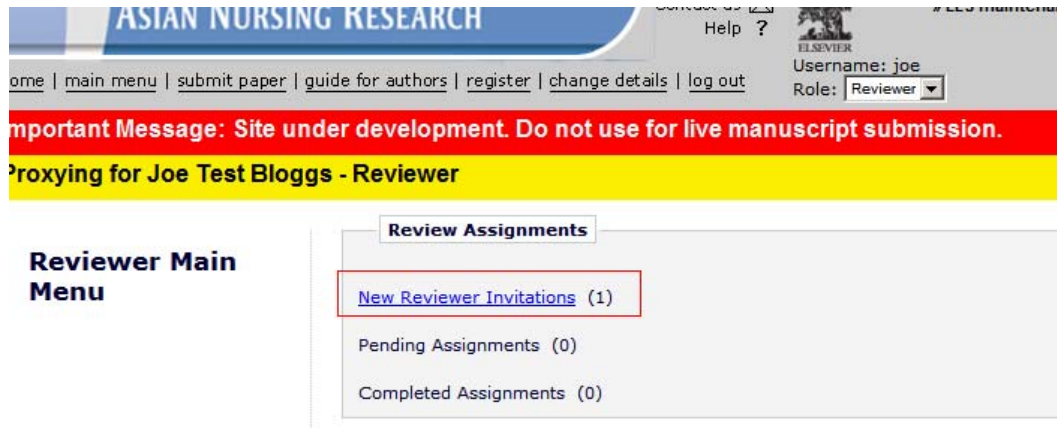 ASIAN NURSING RESEARCH
Contact us
Help ?
ELSEVIER
Username: joe
ome | main menu | submit paper | guide for authors | register | change details | log out
Role: Reviewer
mportant Message: Site under development. Do not use for live manuscript submission.
Proxying for Joe Test Bloggs - Reviewer
Review Assignments
Reviewer Main
Menu
New Reviewer Invitations (1)
Pending Assignments (0)
Completed Assignments (0)